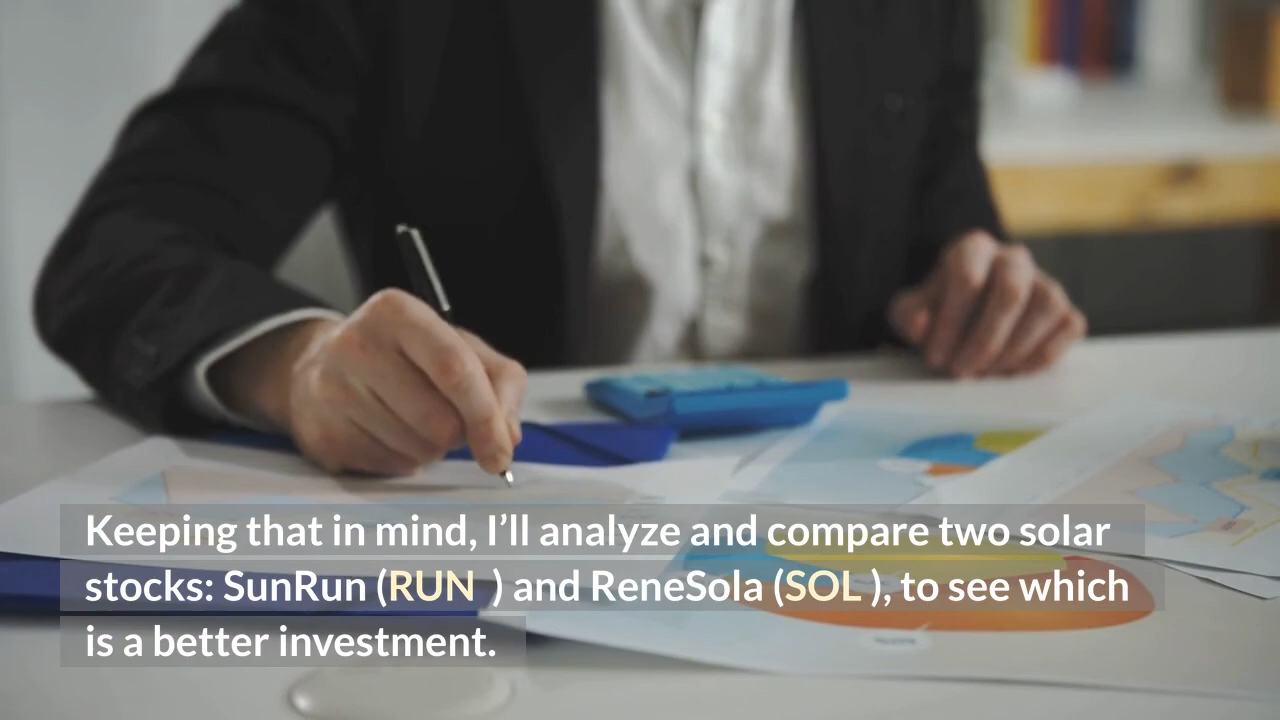 Keeping that in mind, I’ll analyze and compare two solar
stocks: SunRun (RUN ) and ReneSola (SOL ), to see which
is a better investment.